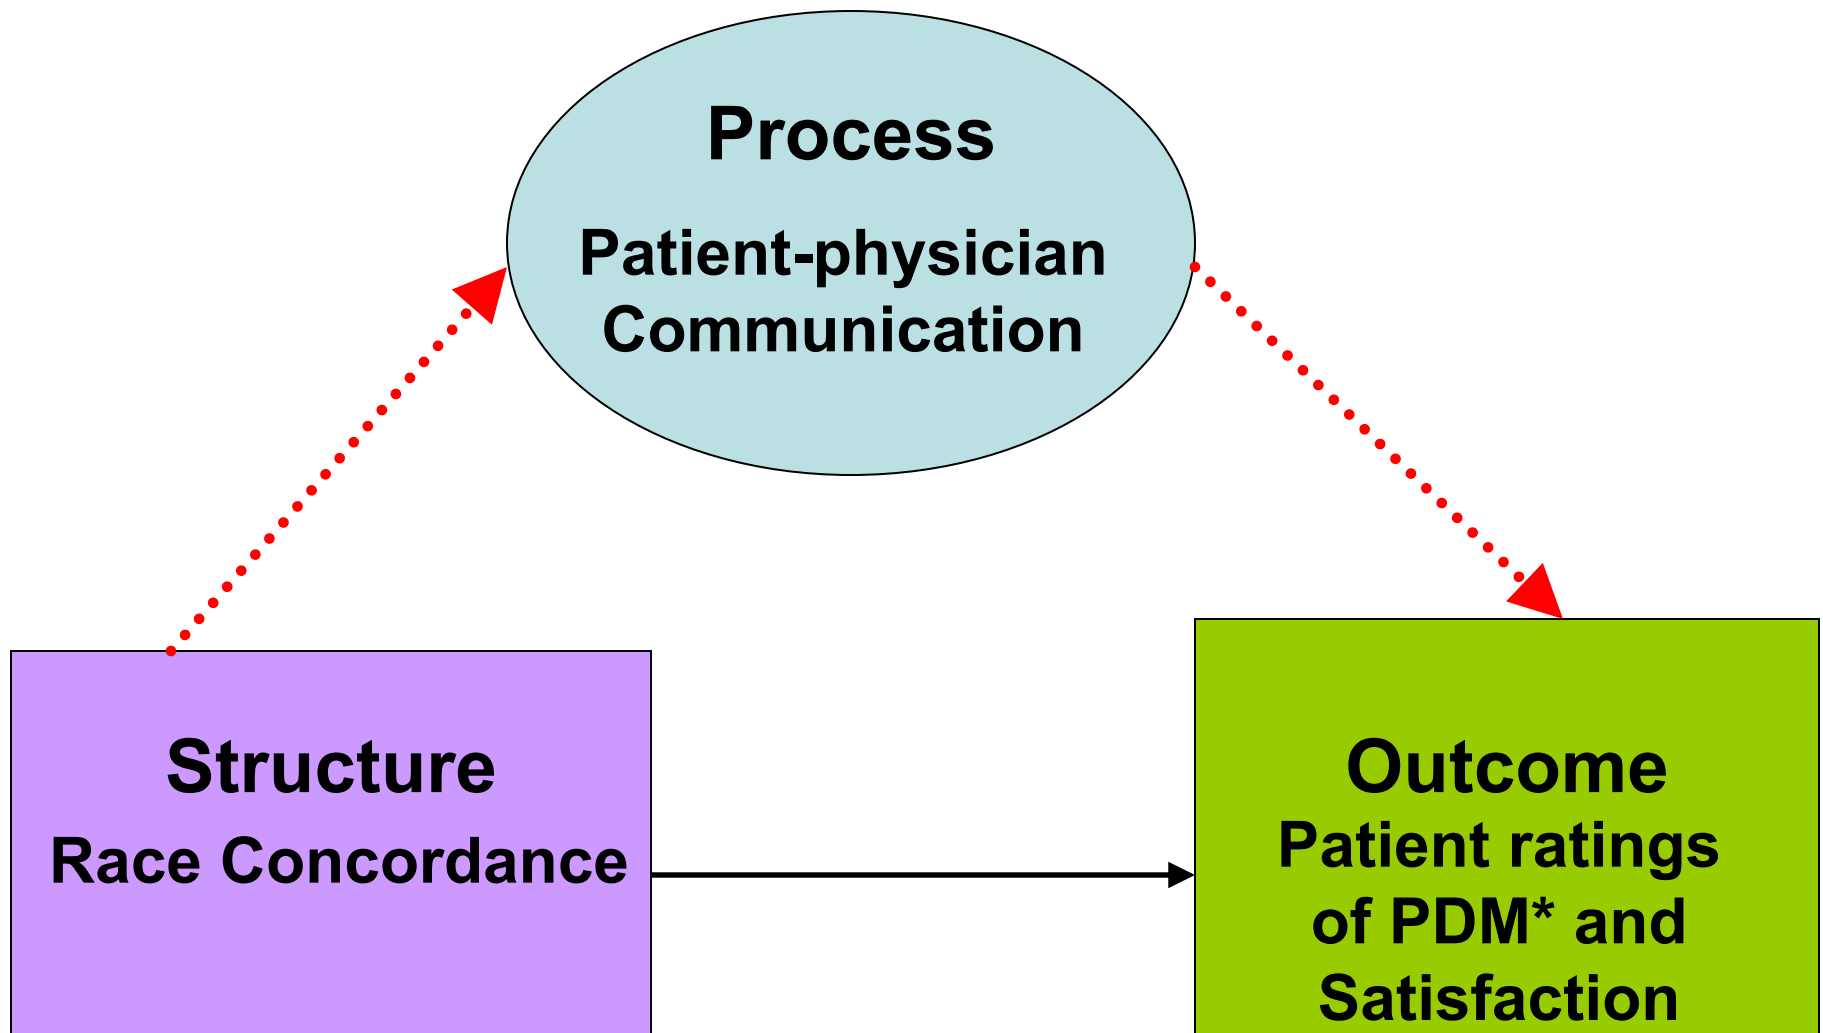 Process
Patient-physician
Communication
Structure
Race Concordance
Outcome
Patient ratings
of PDM* and
Satisfaction